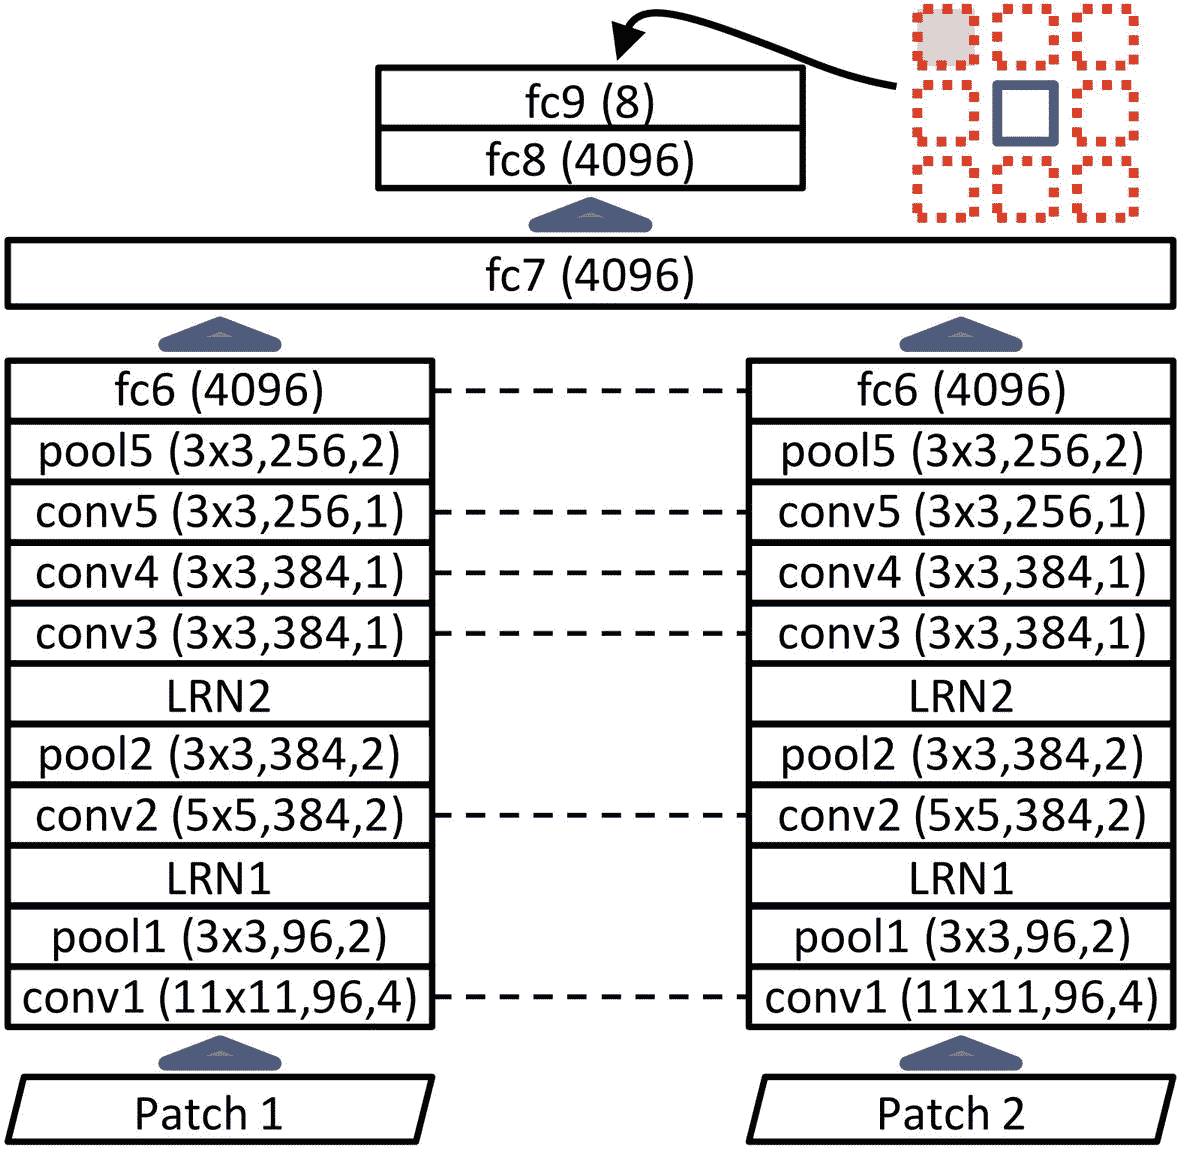 fc9 (8)
fc8 (4096)
fc7 (4096)
fc6 (4096)
pool5 (3x3,256,2)
conv5 (3x3,256,1)
conv4 (3x3,384,1)
conv3 (3x3,384,1)
LRN2
pool2 (3x3,384,2)
conv2 (5x5,384,2)
LRN1
pool1 (3x3,96,2)
conv1 (11x11,96,4)
Patch 1
fc6 (4096)
pool5 (3x3,256,2)
conv5 (3x3,256,1)
conv4 (3x3,384,1)
conv3 (3x3,384,1)
LRN2
pool2 (3x3,384,2)
conv2 (5x5,384,2)
LRN1
pool1 (3x3,96,2)
conv1 (11x11,96,4)
Patch 2